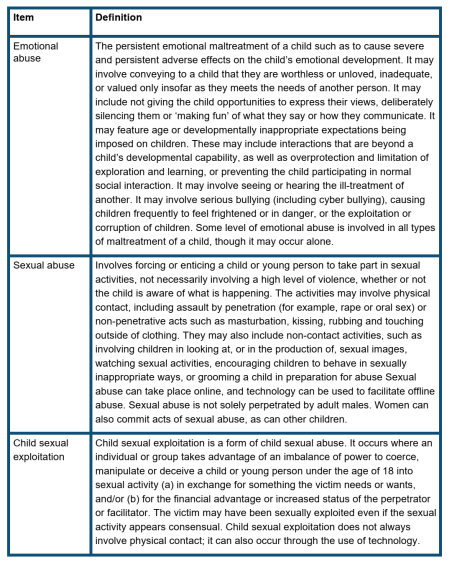 Item Definition
Emotional abuse
The persistent emotional maltreatment of a child such as to cause severe
and persistent adverse effects on the child's emotional development. It may
involve conveying to a child that they are worthless or unloved, inadequate,
or valued only insofar as they meet the needs of another person. It may
include not giving the child opportunities to express their views, deliberately
silencing them or 'making fun' of what they say or how they communicate. It
may feature age or developmentally inappropriate expectations being
imposed on children. These may include interactions that are beyond a
child's developmental capability, as well as overprotection and limitation of
exploration and learning, or preventing the child participating in normal
social interaction. It may involve seeing or hearing the ill-treatment of
another. It may involve serious bullying (including cyber bullying), causing
children frequently to feel frightened or in danger, or the exploitation or
corruption of children. Some level of emotional abuse is involved in all types
of maltreatment of a child, though it may occur alone.
Sexual abuse
Involves forcing or enticing a child or young person to take part in sexual
activities, not necessarily involving a high level of violence, whether or not
the child is aware of what is happening. The activities may involve physical
contact, including assault by penetration (for example, rape or oral sex) or
non-penetrative acts such as masturbation, kissing, rubbing and touching
outside of clothing. They may also include non-contact activities, such as
involving children in looking at, or in the production of, sexual images,
watching sexual activities, encouraging children to behave in sexually
inappropriate ways, or grooming a child in preparation for abuse Sexual
abuse can take place online, and technology can be used to facilitate offline
abuse. Sexual abuse is not solely perpetrated by adult males. Women can
also commit acts of sexual abuse, as can other children.
Child sexual
exploitation
Child sexual exploitation is a form of child sexual abuse. It occurs where an
individual or group takes advantage of an imbalance of power to coerce,
manipulate or deceive a child or young person under the age of 18 into
sexual activity (a) in exchange for something the victim needs or wants,
and/or (b) for the financial advantage or increased status of the perpetrator
or facilitator. The victim may have been sexually exploited even if the sexual
activity appears consensual. Child sexual exploitation does not always
involve physical contact; it can also occur through the use of technology.